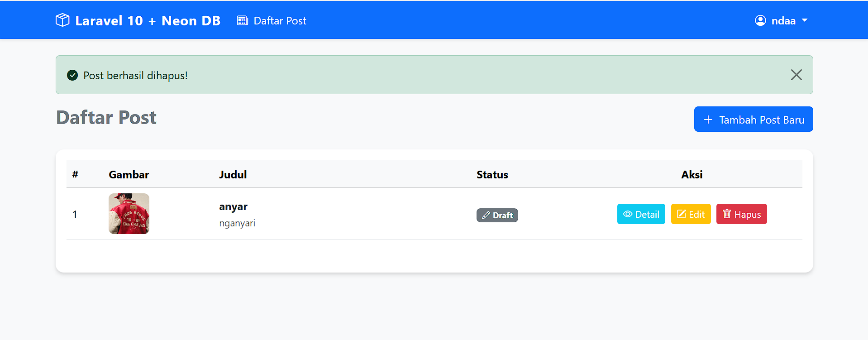 Laravel 10 + Neon DB Daftar Post ndaa
Post berhasil dihapus!
Daftar Post
+ Tambah Post Baru
# Gambar Judul Status Aksi
1 anyar Draft Detail Edit Hapus
nganyari